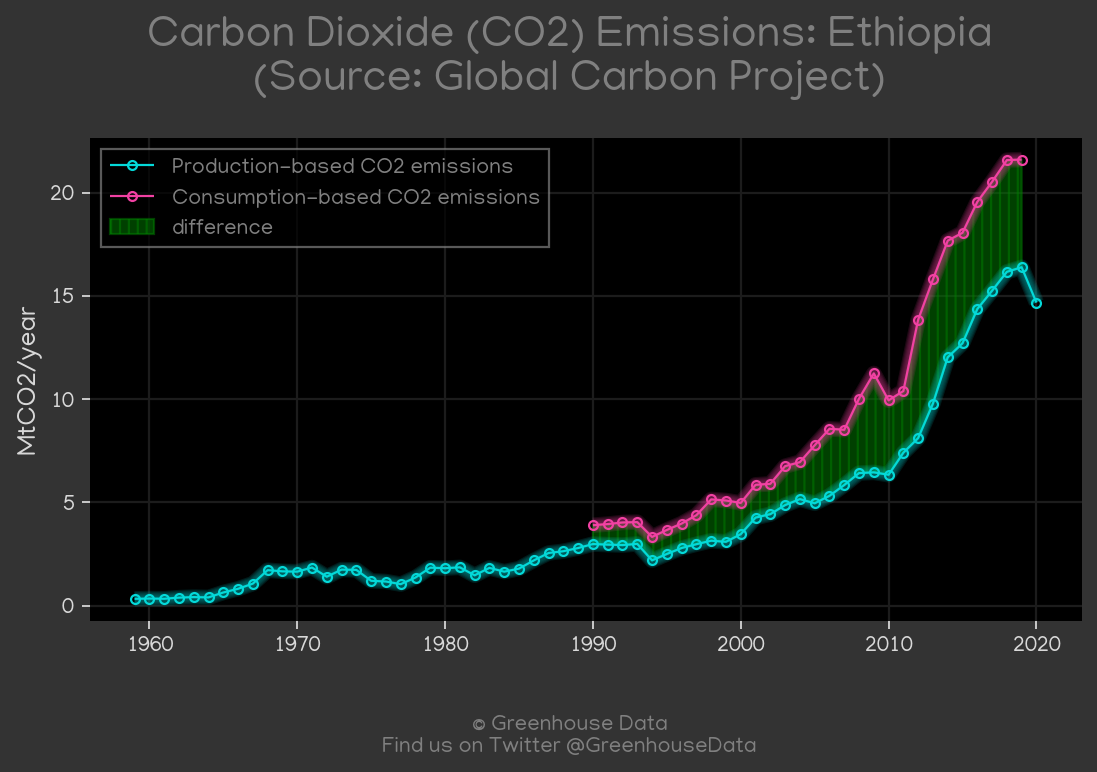 Carbon Dioxide (CO2) Emissions: Ethiopia
(Source: Global Carbon Project)
Production-based CO2 emissions
Consumption-based CO2 emissions
difference
MtCO2/year
20
15
10
5
0
1960 1970 1980 1990 2000 2010 2020
© Greenhouse Data
Find us on Twitter @GreenhouseData